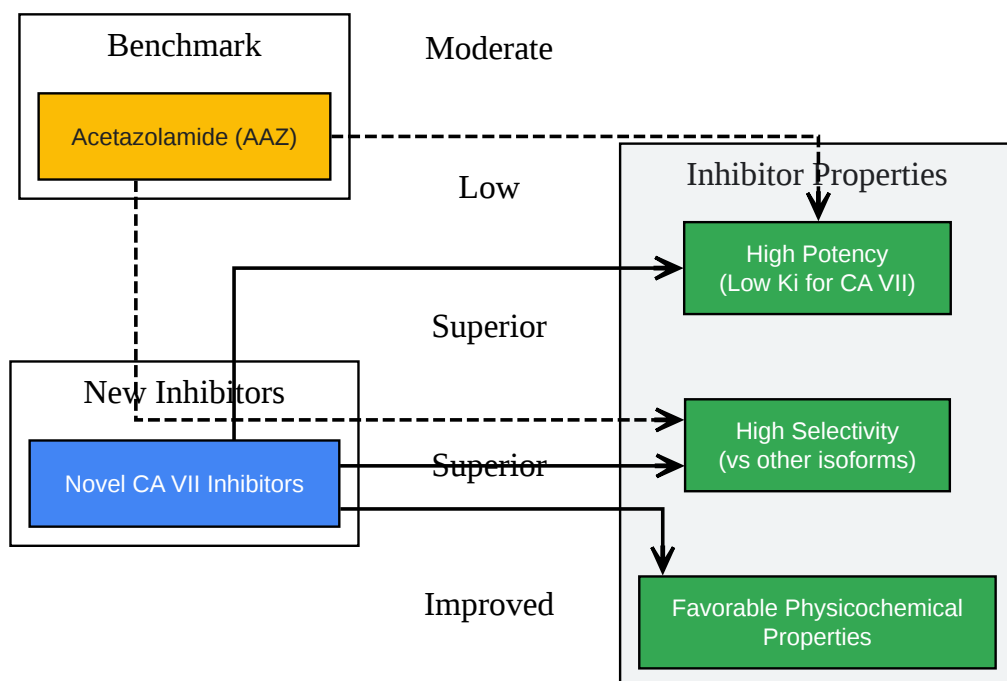 Benchmark
Moderate
Acetazolamide (AAZ)
Low
Inhibitor Properties
High Potency
(Low Ki for CA VII)
Superior
New Inhibitors
High Selectivity
(vs other isoforms)
Superior
Novel CA VII Inhibitors
Improved
Favorable Physicochemical
Properties